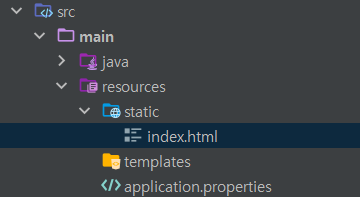 src
main
java
resources
static
index.html
templates
application.properties